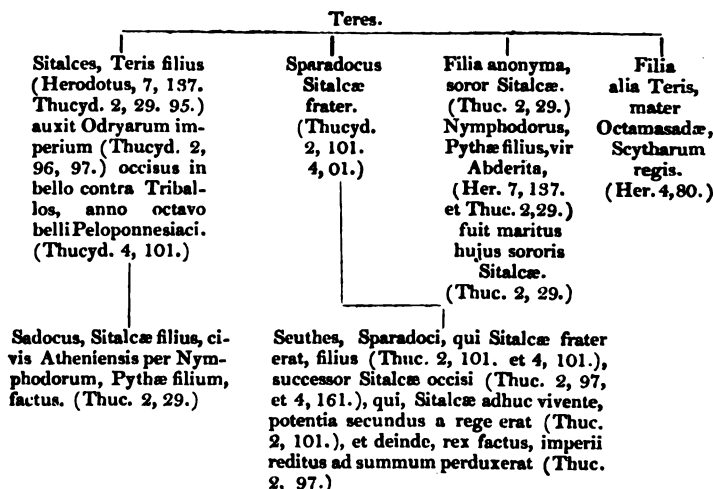 Teres.
Sitalces, Teris filius
(Herodotus, 7, 137.
Thucyd. 2, 29. 95.)
auxit Odryarum im-
perium (Thucyd. 2,
96, 97.) occisus in
bello contra Tribal-
los, anno octavo
belli Peloponnesiaci.
(Thucyd. 4, 101.)
Sparadocus
Sitalcæ
frater.
(Thucyd.
2, 101.
4, 01.)
Filia anonyma,
soror Sitalcæ.
(Thuc. 2, 29.)
Nymphodorus,
Pythæ filius, vir
Abderita,
(Her. 7, 137.
et Thuc. 2,29.)
fuit maritus
hujus sororis
Sitalcæ.
(Thuc. 2, 29.)
Filia
alia Teris,
mater
Octamasadæ,
Scytharum
regis.
(Her. 4,80.)
Sadocus, Sitalcæ filius, ci-
vis Atheniensis per Nym-
phodorum, Pythæ filium,
factus. (Thuc. 2, 29.)
Seuthes, Sparadoci, qui Sitalcæ frater
erat, filius (Thuc. 2, 101. et 4, 101.),
successor Sitalcæ occisi (Thuc. 2, 97,
et 4, 161.), qui, Sitalcæ adhuc vivente,
potentia secundus a rege erat (Thuc.
2, 101.), et deinde, rex factus, imperii
reditus ad summum perduxerat (Thuc.
2, 97.)